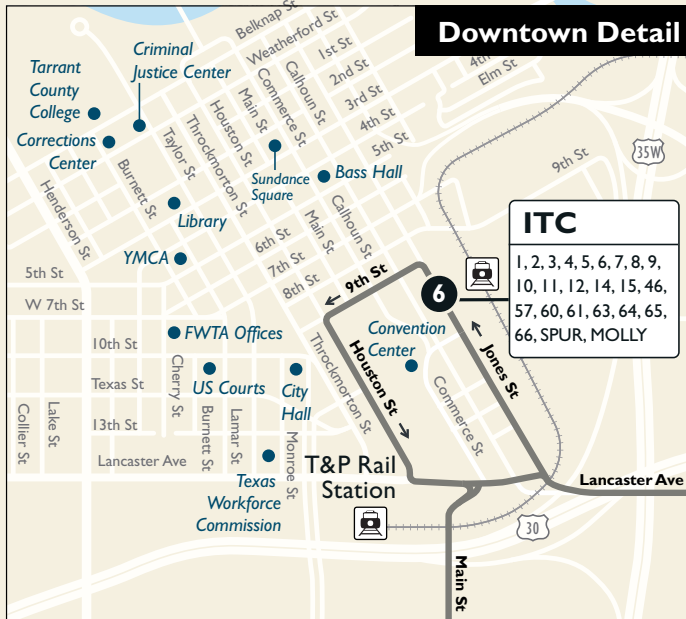 Downtown Detail
Belknap St
Weatherford St
1st St
2nd St
3rd St
4th St
5th St
4th
Elm St
Criminal
Justice Center
Tarrant
County
College
Corrections
Center
Calhoun St
Commerce St
Main St
Houston St
Throckmorton St
Taylor St
Burnett St
Henderson St
Sundance
Square
Bass Hall
35W
9th St
Library
YMCA
6th St
7th St
8th St
Main St
Calhoun St
ITC
1, 2, 3, 4, 5, 6, 7, 8, 9,
10, 11, 12, 14, 15, 46,
57, 60, 61, 63, 64, 65,
66, SPUR, MOLLY
5th St
W 7th St
9th St
6
FWTA Offices
10th St
Convention
Center
Jones St
Throckmorton St
Houston St
Commerce St
Texas St
Cherry St
US Courts
City
Hall
13th St
Collier St
Lake St
Burnett St
Lamar St
Monroe St
Lancaster Ave
Texas
Workforce
Commission
T&P Rail
Station
Lancaster Ave
30
Main St